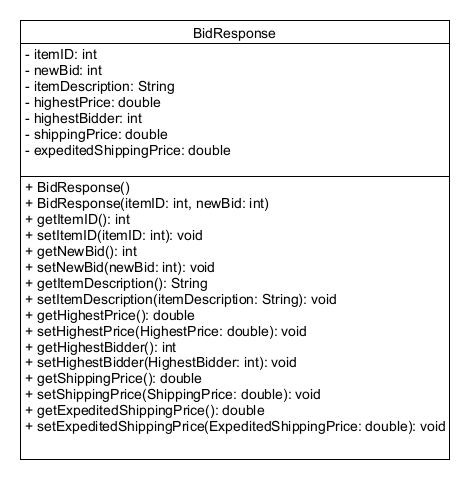 BidResponse
- itemID: int
- newBid: int
- itemDescription: String
- highestPrice: double
- highestBidder: int
- shippingPrice: double
- expeditedShippingPrice: double
+ BidResponse()
+ BidResponse(itemID: int, newBid: int)
+ getItemID(): int
+ setItemID(itemID: int): void
+ getNewBid(): int
+ setNewBid(newBid: int): void
+ getItemDescription(): String
+ setItemDescription(itemDescription: String): void
+ getHighestPrice(): double
+ setHighestPrice(HighestPrice: double): void
+ getHighestBidder(): int
+ setHighestBidder(HighestBidder: int): void
+ getShippingPrice(): double
+ setShippingPrice(ShippingPrice: double): void
+ getExpeditedShippingPrice(): double
+ setExpeditedShippingPrice(ExpeditedShippingPrice: double): void